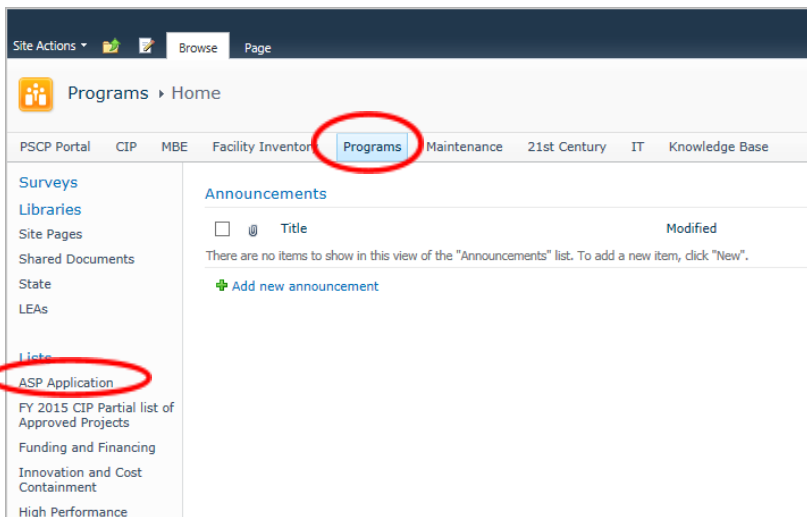 Site Actions Browse Page
Programs Home
PSCP Portal CIP MBE Facility Inventory Programs Maintenance 21st Century IT Knowledge Base
Surveys
Libraries
Site Pages
Shared Documents
State
LEAs
Lists
ASP Application
FY 2015 CIP Partial list of
Approved Projects
Funding and Financing
Innovation and Cost
Containment
High Performance
Announcements
Title Modified
There are no items to show in this view of the "Announcements" list. To add a new item, click "New".
Add new announcement